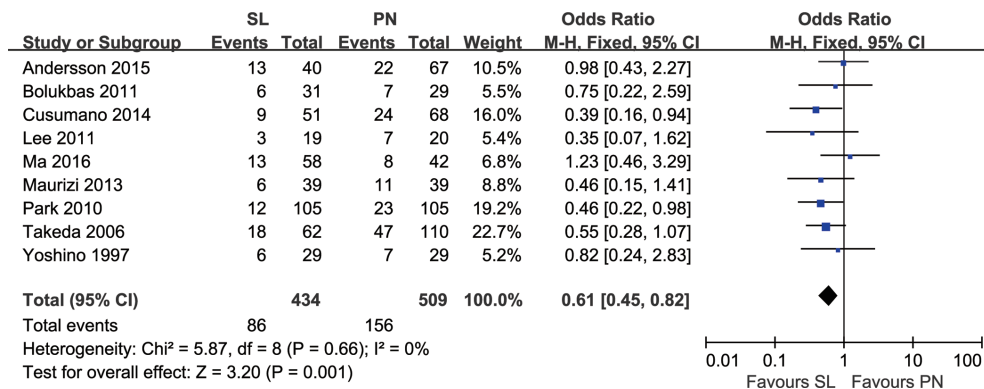 SL PN Odds Ratio Odds Ratio
Study or Subgroup Events Total Events Total Weight M-H, Fixed, 95% CI M-H, Fixed, 95% CI
Andersson 2015 13 40 22 67 10.5% 0.98 [0.43, 2.27]
Bolukbas 2011 6 31 7 29 5.5% 0.75 [0.22, 2.59]
Cusumano 2014 9 51 24 68 16.0% 0.39 [0.16, 0.94]
Lee 2011 3 19 7 20 5.4% 0.35 [0.07, 1.62]
Ma 2016 13 58 8 42 6.8% 1.23 [0.46, 3.29]
Maurizi 2013 6 39 11 39 8.8% 0.46 [0.15, 1.41]
Park 2010 12 105 23 105 19.2% 0.46 [0.22, 0.98]
Takeda 2006 18 62 47 110 22.7% 0.55 [0.28, 1.07]
Yoshino 1997 6 29 7 29 5.2% 0.82 [0.24, 2.83]
Total (95% CI) 434 509 100.0% 0.61 [0.45, 0.82]
Total events 86 156
Heterogeneity: Chi² = 5.87, df = 8 (P = 0.66); I² = 0%
Test for overall effect: Z = 3.20 (P = 0.001)
0.01 0.1 1 10 100
Favours SL Favours PN